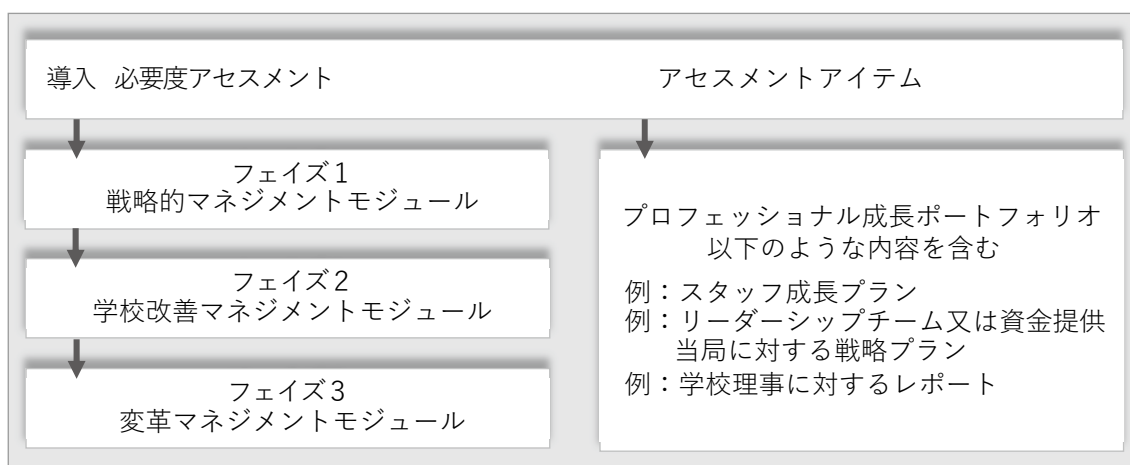 導入 必要度アセスメント
アセスメントアイテム
フェイズ1
戦略的マネジメントモジュール
フェイズ2
学校改善マネジメントモジュール
フェイズ3
変革マネジメントモジュール
プロフェッショナル成長ポートフォリオ
以下のような内容を含む
例：スタッフ成長プラン
例：リーダーシップチーム又は資金提供
当局に対する戦略プラン
例：学校理事に対するレポート